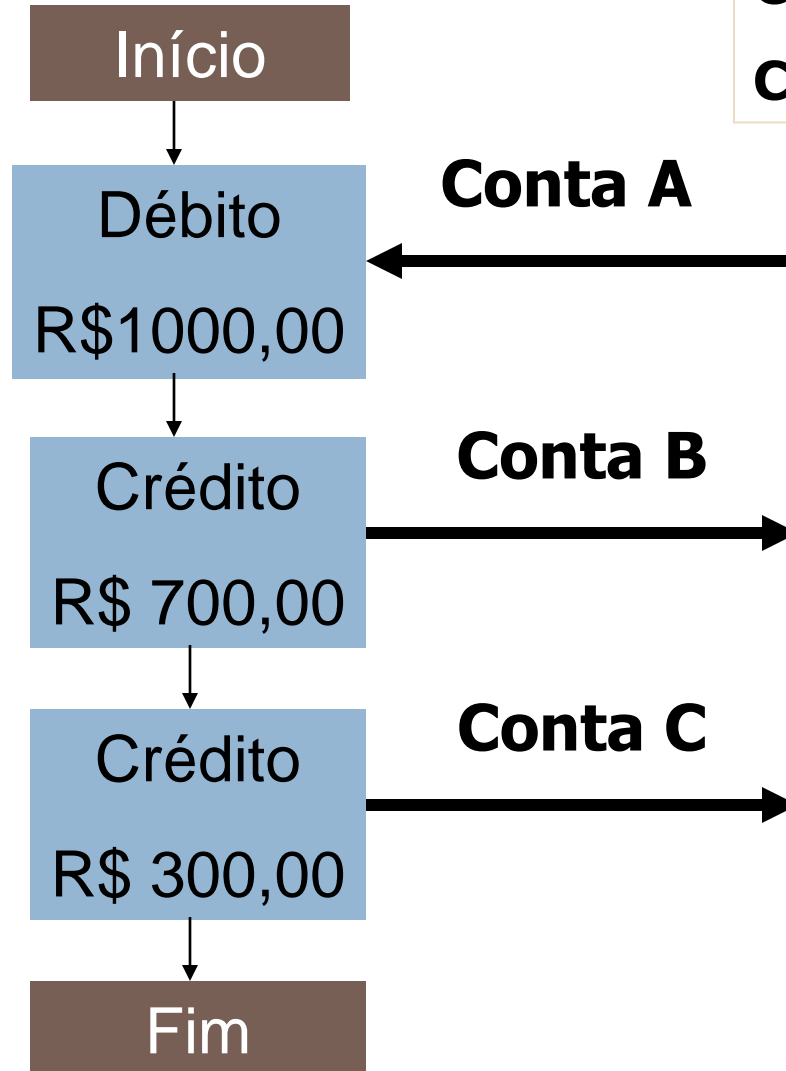 Início
Débito
R$1000,00
Conta A
Crédito
R$ 700,00
Conta B
Crédito
R$ 300,00
Conta C
Fim